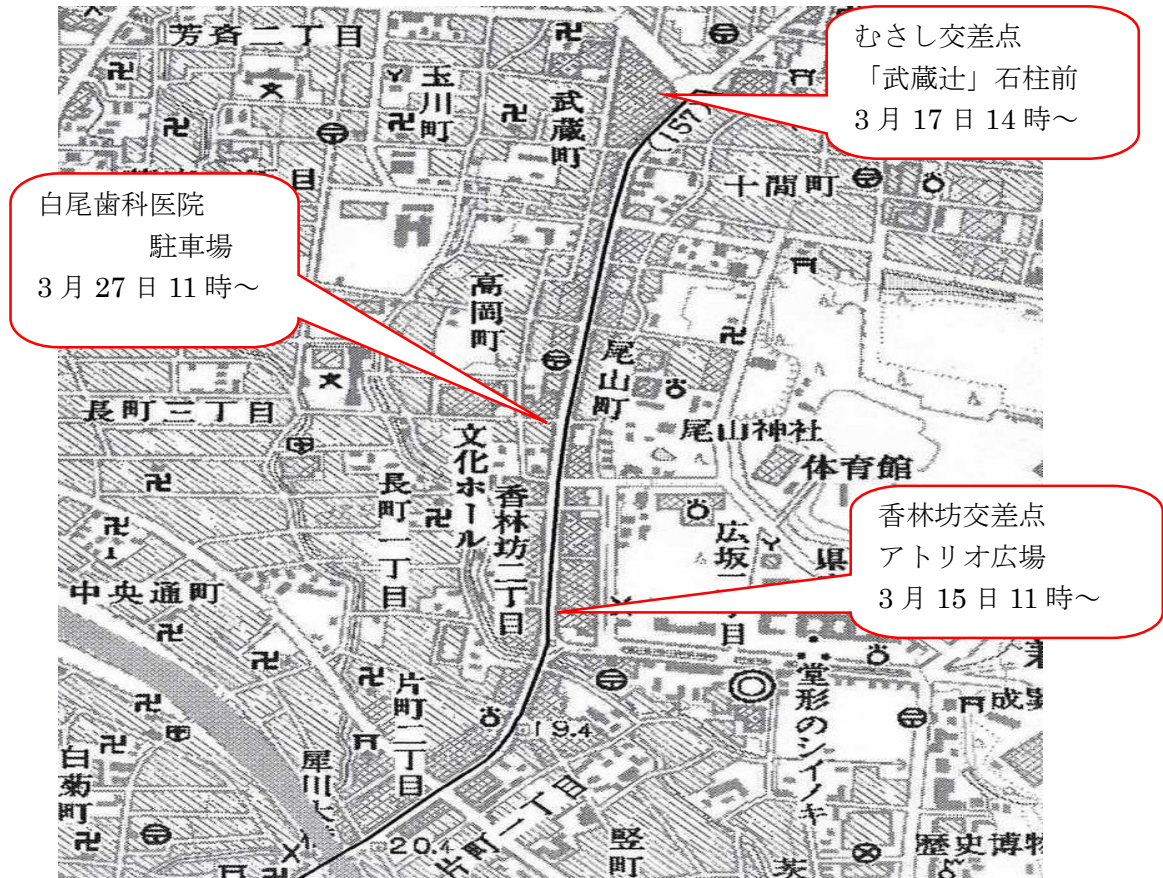 むさし交差点
「武蔵辻」石柱前
3月17日14時～
白尾歯科医院
駐車場
3月27日11時～
香林坊交差点
アトリオ広場
3月15日11時～
芳斉二丁目
玉川町
武蔵町
(157)
十間町
目
高岡町
尾山町
長町三丁目
尾山神社
体育館
文化ホール
香林坊二丁目
長町一丁目
広坂
丁目
県
中央通町
片町二丁目
19.4
堂形のシイノキ
成巽
白菊町
犀川大
20.4
片町一丁目
竪町
歴史博物